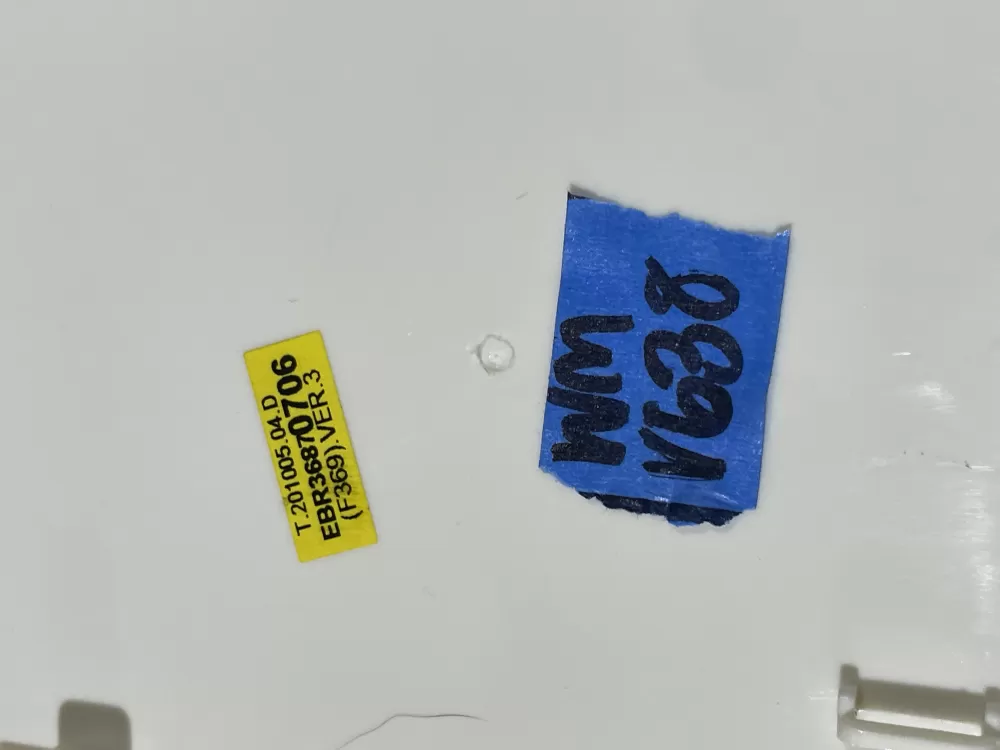 T.201005.04.D
EBR36870706
(F369).VER.3
WM
V638